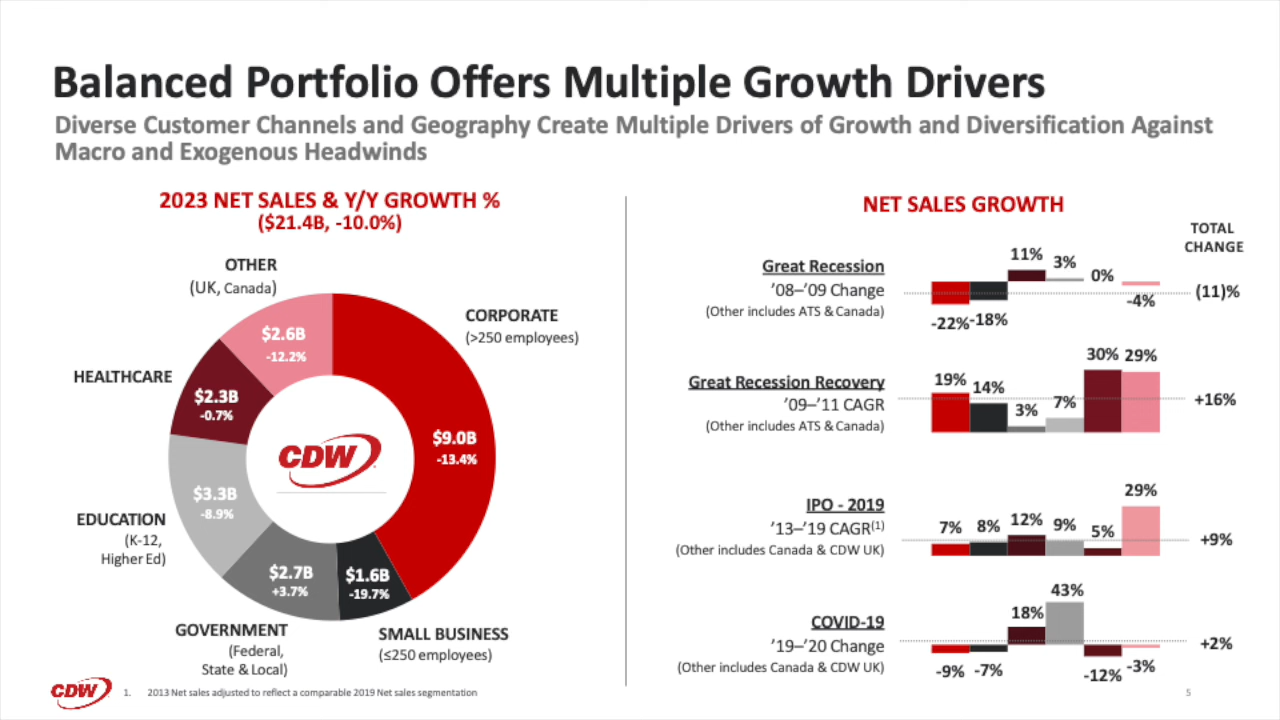 Balanced Portfolio Offers Multiple Growth Drivers
Diverse Customer Channels and Geography Create Multiple Drivers of Growth and Diversification Against
Macro and Exogenous Headwinds
2023 NET SALES & Y/Y GROWTH %
($21.4B, -10.0%)
OTHER
(UK, Canada)
$2.6B
-12.2%
CORPORATE
(>250 employees)
HEALTHCARE
$2.3B
-0.7%
$9.0B
-13.4%
CDW
$3.3B
-8.9%
EDUCATION
(K-12,
Higher Ed)
$2.7B
+3.7%
$1.6B
-19.7%
GOVERNMENT
(Federal,
State & Local)
SMALL BUSINESS
(≤250 employees)
NET SALES GROWTH
TOTAL
CHANGE
Great Recession
’08–’09 Change
(Other includes ATS & Canada)
-22%
-18%
11%
3%
0%
-4%
(11)%
Great Recession Recovery
’09–’11 CAGR
(Other includes ATS & Canada)
19%
14%
3%
7%
30%
29%
+16%
IPO - 2019
’13–’19 CAGR(1)
(Other includes Canada & CDW UK)
7%
8%
12%
9%
5%
29%
+9%
COVID-19
’19–’20 Change
(Other includes Canada & CDW UK)
-9%
-7%
18%
43%
-12%
-3%
+2%
CDW
1. 2013 Net sales adjusted to reflect a comparable 2019 Net sales segmentation
5